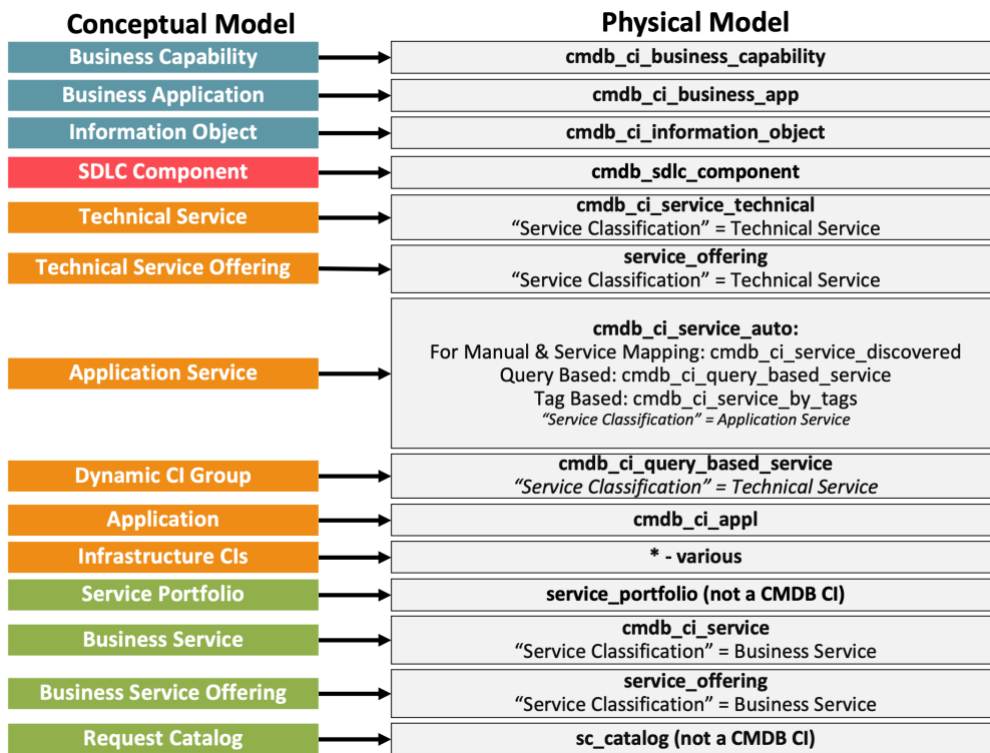 Conceptual Model
Physical Model
Business Capability
cmdb_ci_business_capability
Business Application
cmdb_ci_business_app
Information Object
cmdb_ci_information_object
SDLC Component
cmdb_sdlc_component
Technical Service
cmdb_ci_service_technical
“Service Classification” = Technical Service
Technical Service Offering
service_offering
“Service Classification” = Technical Service
Application Service
cmdb_ci_service_auto:
For Manual & Service Mapping: cmdb_ci_service_discovered
Query Based: cmdb_ci_query_based_service
Tag Based: cmdb_ci_service_by_tags
“Service Classification” = Application Service
Dynamic CI Group
cmdb_ci_query_based_service
“Service Classification” = Technical Service
Application
cmdb_ci_appl
Infrastructure CIs
* - various
Service Portfolio
service_portfolio (not a CMDB CI)
Business Service
cmdb_ci_service
“Service Classification” = Business Service
Business Service Offering
service_offering
“Service Classification” = Business Service
Request Catalog
sc_catalog (not a CMDB CI)